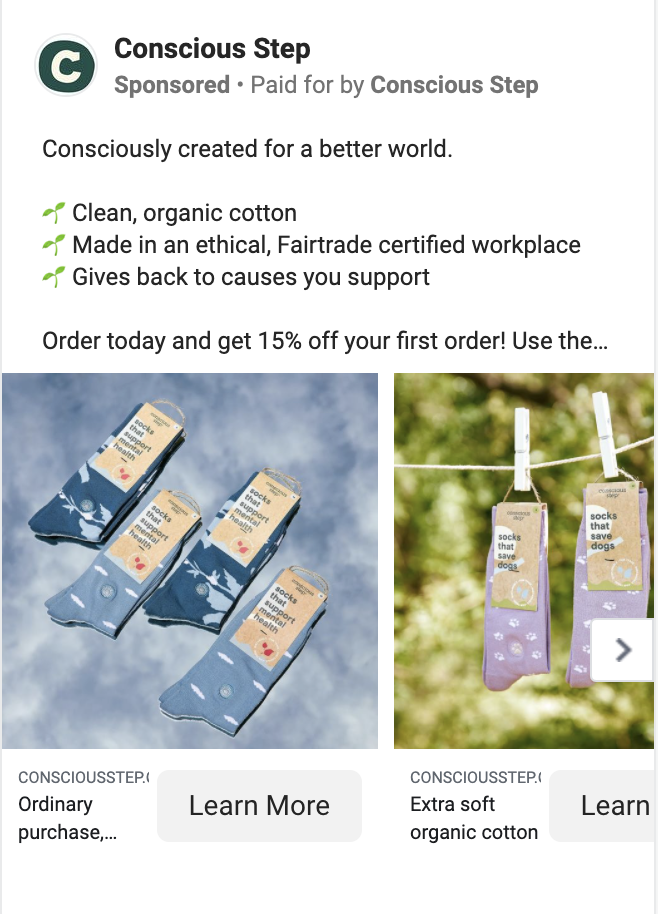 C
Conscious Step
Sponsored • Paid for by Conscious Step
Consciously created for a better world.
🌱 Clean, organic cotton
🌱 Made in an ethical, Fairtrade certified workplace
🌱 Gives back to causes you support
Order today and get 15% off your first order! Use the...
conscious step
socks
that
support
mental
health
conscious step
socks
that
support
mental
health
conscious step
socks
that
support
mental
health
conscious step
socks
that
support
mental
health
conscious
step
socks
that
save
dogs
conscious
step
socks
that
save
dogs
CONSCIOUSSTEP.
Ordinary
purchase,...
Learn More
CONSCIOUSSTEP.
Extra soft
organic cotton
Learn